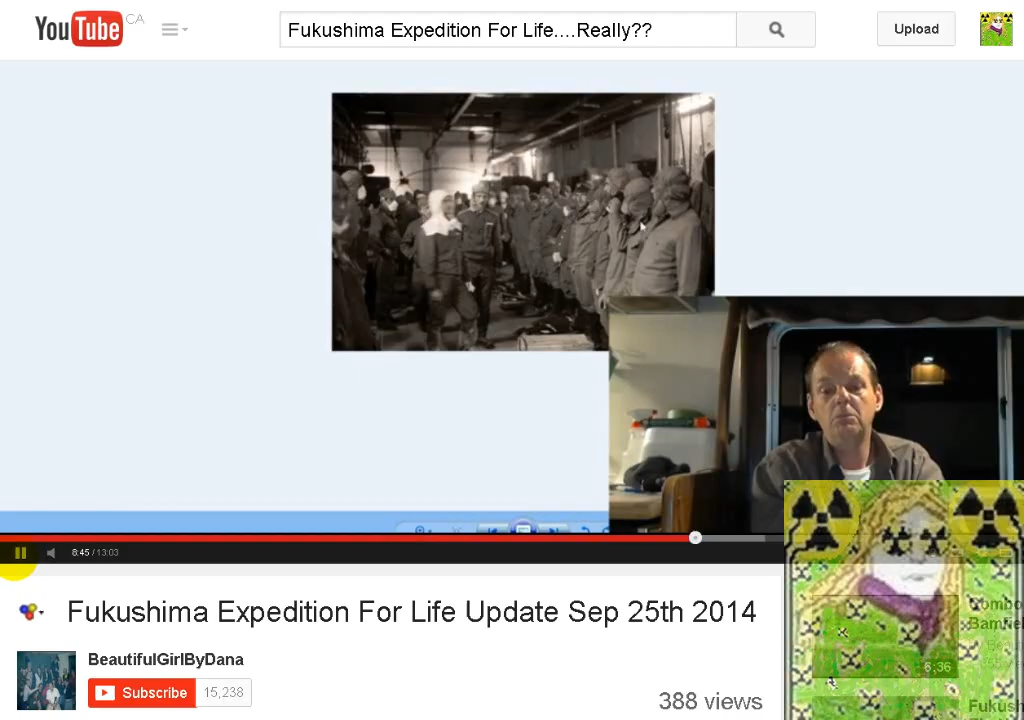 YouTube CA
Fukushima Expedition For Life....Really??
Upload
8:45 / 13:03
Fukushima Expedition For Life Update Sep 25th 2014
BeautifulGirlByDana
Subscribe 15,238
388 views
6:36